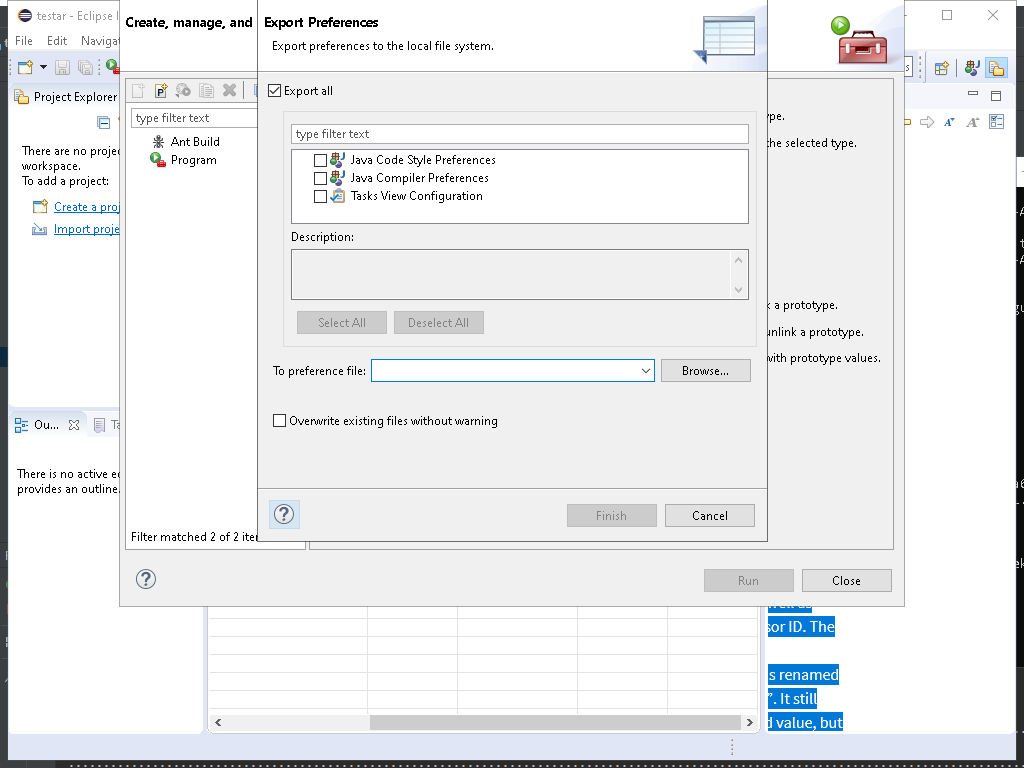 testar - Eclipse I
File Edit Navigat
Project Explorer
There are no proje
workspace.
To add a project:
Create a proj
Import proje
Ou...
Ta
There is no active e
provides an outline.
Create, manage, and
type filter text
Ant Build
Program
Filter matched 2 of 2 iter
Export Preferences
Export preferences to the local file system.
Export all
type filter text
Java Code Style Preferences
Java Compiler Preferences
Tasks View Configuration
Description:
Select All Deselect All
To preference file: Browse...
Overwrite existing files without warning
Finish Cancel
ype.
the selected type.
a prototype.
unlink a prototype.
with prototype values.
Run Close
well as
sor ID. The
s renamed
". It still
d value, but